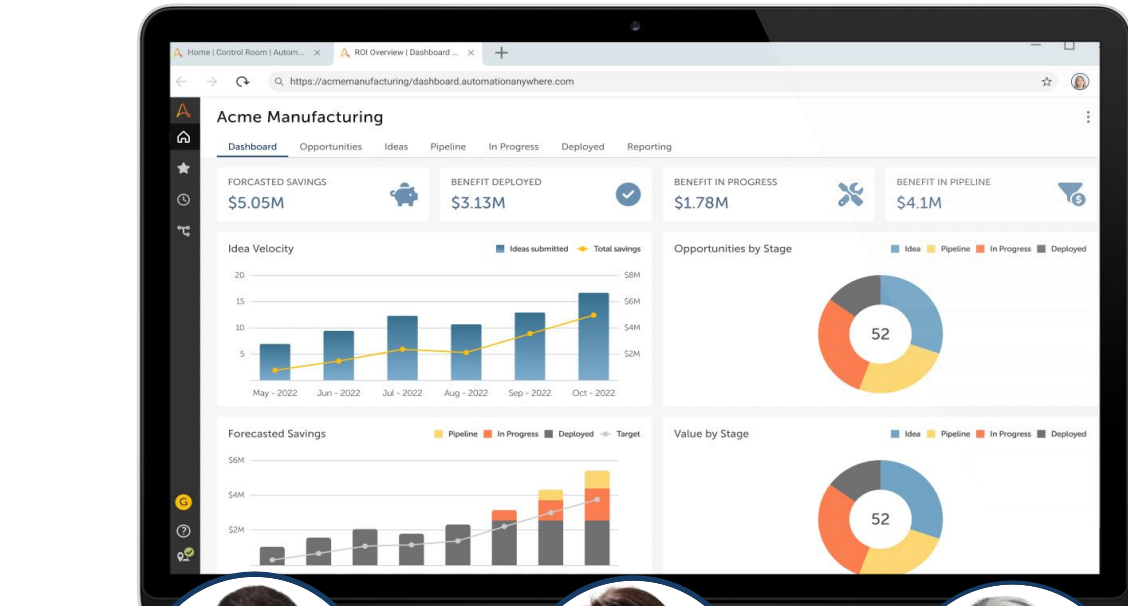 Home | Control Room | Autom...
ROI Overview | Dashboard ...
https://acmemanufacturing/dashboard.automationanywhere.com
Acme Manufacturing
Dashboard Opportunities Ideas Pipeline In Progress Deployed Reporting
FORCASTED SAVINGS
$5.05M
BENEFIT DEPLOYED
$3.13M
BENEFIT IN PROGRESS
$1.78M
BENEFIT IN PIPELINE
$4.1M
Idea Velocity
Ideas submitted Total savings
20 $8M
15 $6M
10 $4M
5 $2M
May - 2022 Jun - 2022 Jul - 2022 Aug - 2022 Sep - 2022 Oct - 2022
Opportunities by Stage
Idea Pipeline In Progress Deployed
52
Forecasted Savings
Pipeline In Progress Deployed Target
$6M
$4M
$2M
Value by Stage
Idea Pipeline In Progress Deployed
52
G